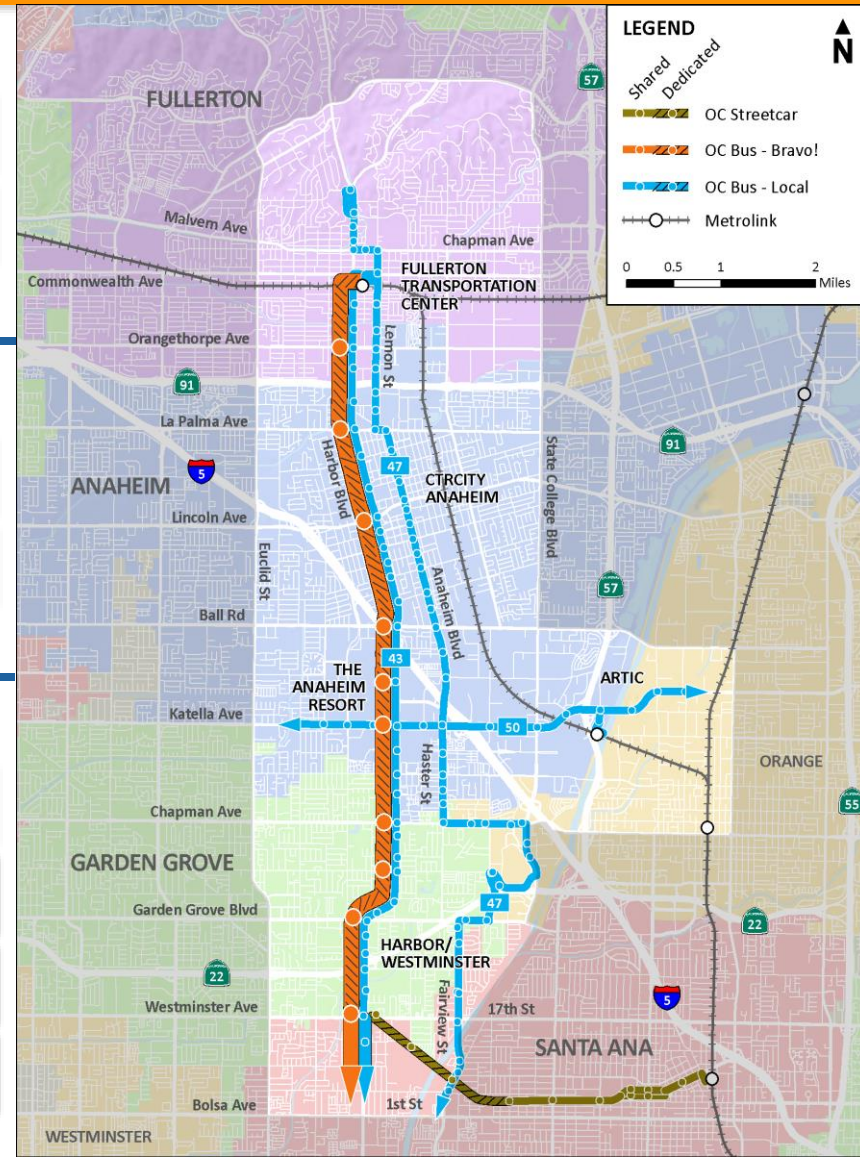 LEGEND
N
Shared
Dedicated
OC Streetcar
OC Bus - Bravo!
OC Bus - Local
Metrolink
0 0.5 1 2
Miles
57
FULLERTON
Malvern Ave
Chapman Ave
Commonwealth Ave
FULLERTON
TRANSPORTATION
CENTER
Orangethorpe Ave
Lemon St
91
La Palma Ave
Harbor Blvd
47
CTRCITY
ANAHEIM
State College Blvd
91
5
ANAHEIM
Lincoln Ave
Euclid St
Anaheim Blvd
57
Ball Rd
43
THE
ANAHEIM
RESORT
ARTIC
Katella Ave
50
Haster St
ORANGE
55
Chapman Ave
GARDEN GROVE
47
Garden Grove Blvd
22
HARBOR/
WESTMINSTER
22
Fairview St
5
Westminster Ave
17th St
SANTA ANA
Bolsa Ave
1st St
WESTMINSTER